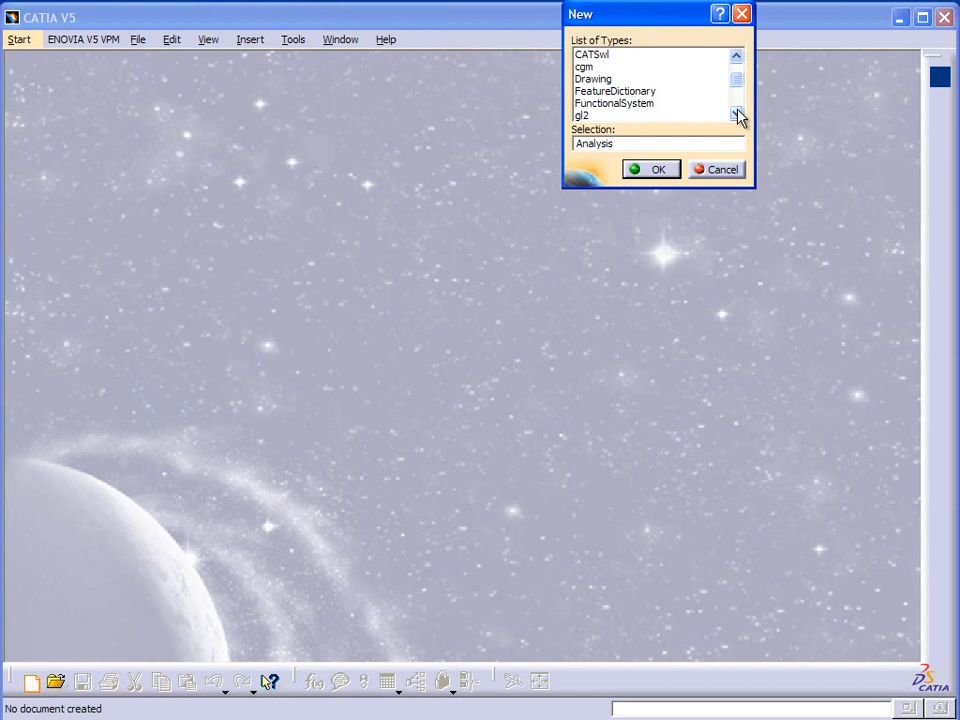 CATIA V5
Start ENOVIA V5 VPM File Edit View Insert Tools Window Help
New
List of Types:
CATSwl
cgm
Drawing
FeatureDictionary
FunctionalSystem
gl2
Selection:
Analysis
OK Cancel
f(x)
CATIA
No document created